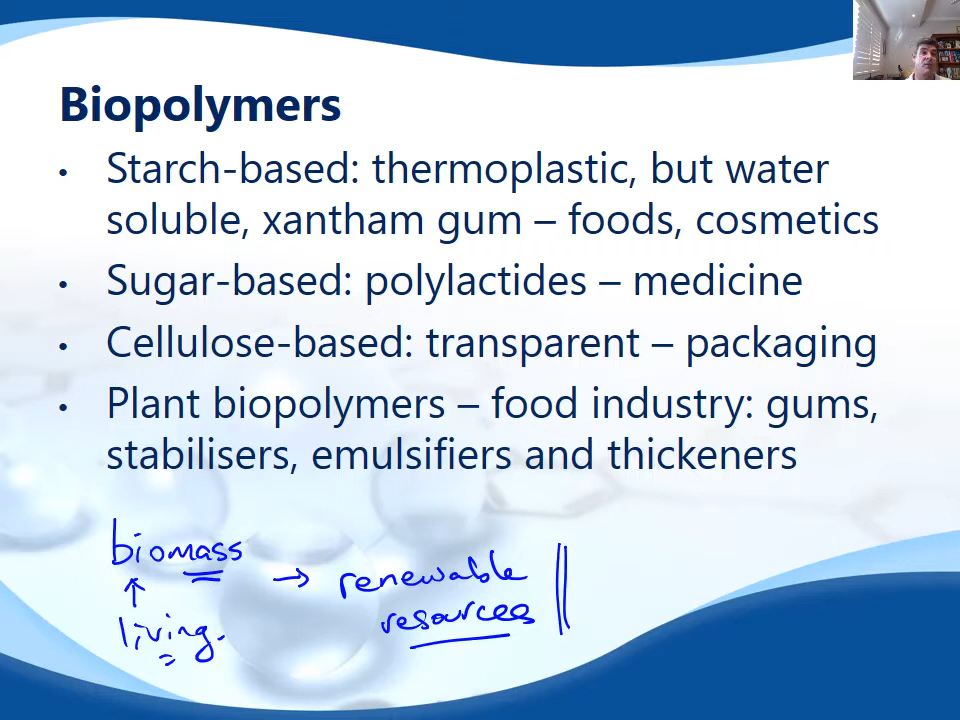 Biopolymers
• Starch-based: thermoplastic, but water
soluble, xantham gum – foods, cosmetics
• Sugar-based: polylactides – medicine
• Cellulose-based: transparent – packaging
• Plant biopolymers – food industry: gums,
stabilisers, emulsifiers and thickeners
biomass → renewable
living. resources